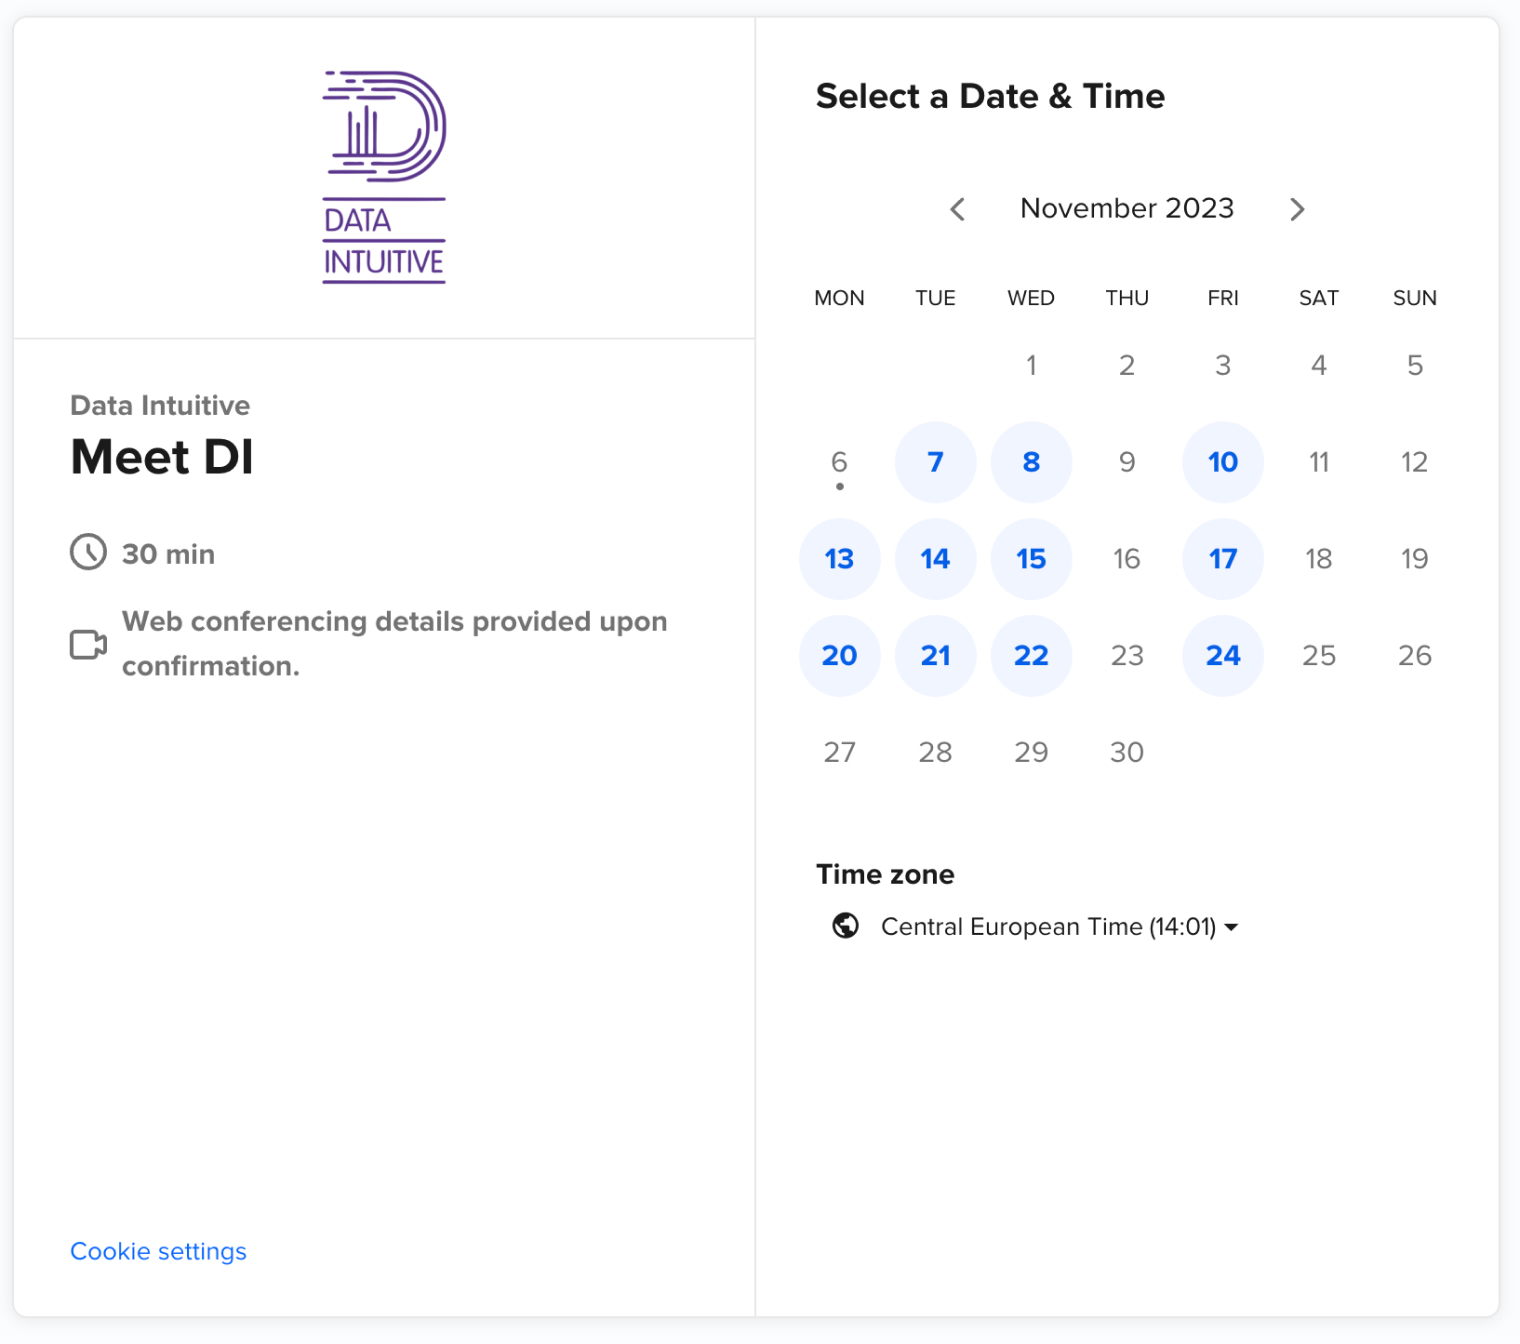 DATA
INTUITIVE
Data Intuitive
Meet DI
30 min
Web conferencing details provided upon
confirmation.
Cookie settings
Select a Date & Time
November 2023
MON TUE WED THU FRI SAT SUN
1 2 3 4 5
6 7 8 9 10 11 12
13 14 15 16 17 18 19
20 21 22 23 24 25 26
27 28 29 30
Time zone
Central European Time (14:01)